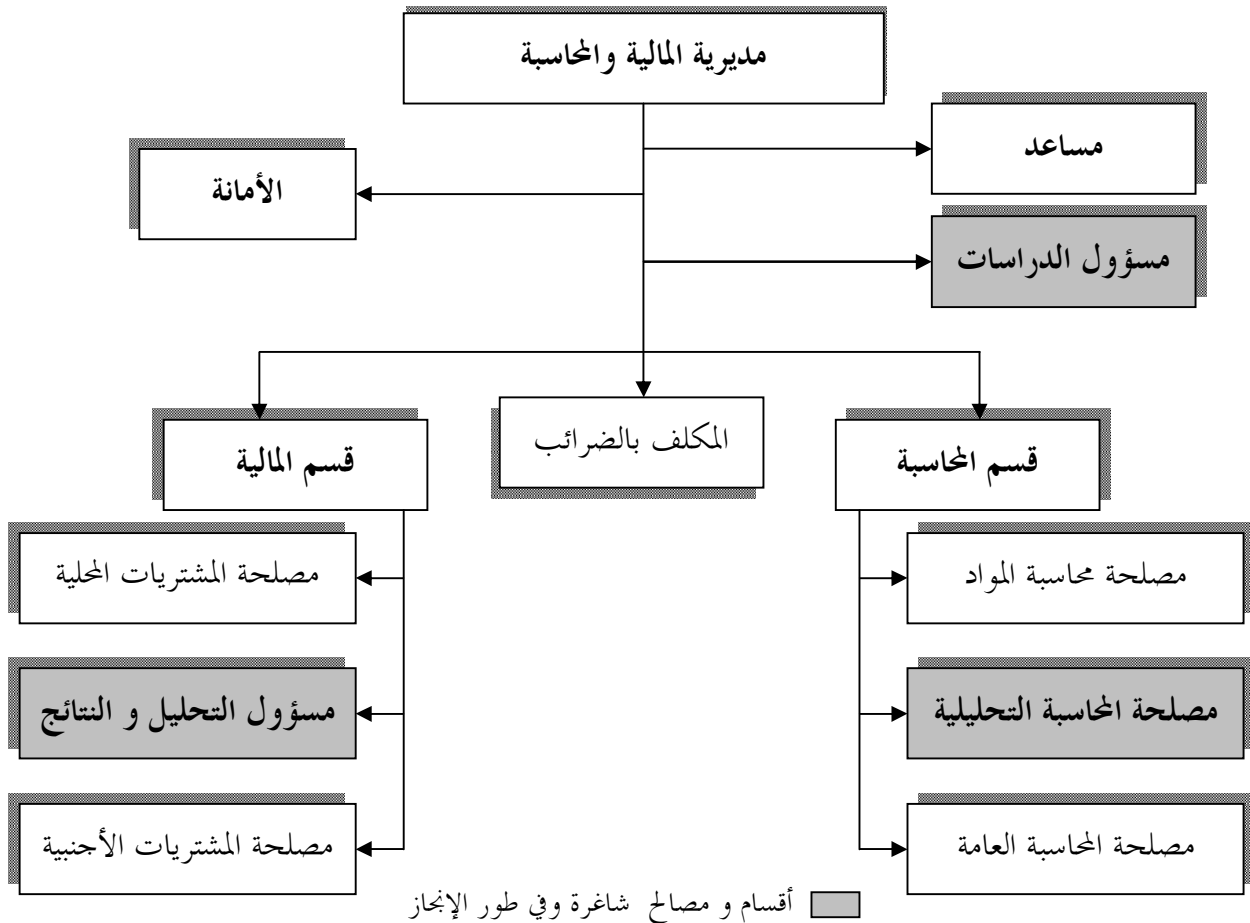 مديرية المالية والمحاسبة
مساعد
الأمانة
مسؤول الدراسات
قسم المحاسبة
المكلف بالضرائب
قسم المالية
مصلحة محاسبة المواد
مصلحة المشتريات المحلية
مصلحة المحاسبة التحليلية
مسؤول التحليل و النتائج
مصلحة المحاسبة العامة
مصلحة المشتريات الأجنبية
أقسام و مصالح شاغرة وفي طور الإنجاز